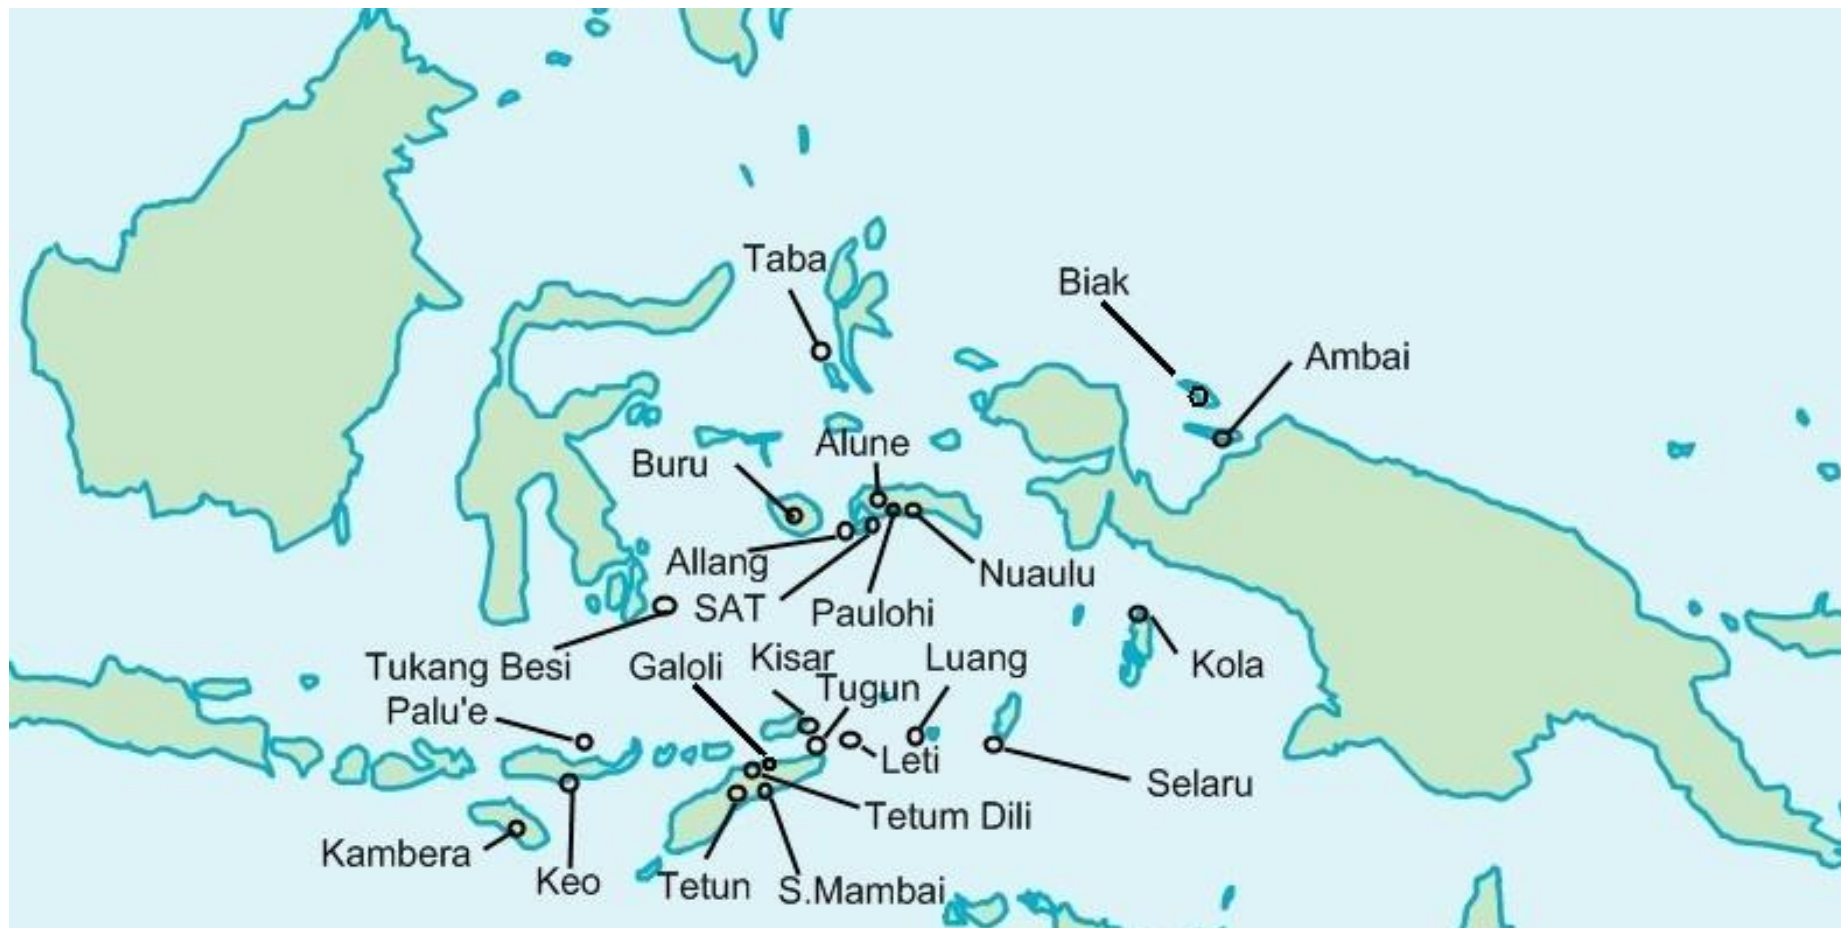 Taba
Biak
Ambai
Alune
Buru
Allang
Nuaulu
SAT
Paulohi
Tukang Besi
Galoli
Kisar
Luang
Kola
Tugun
Palu'e
Leti
Selaru
Tetum Dili
Kambera
Keo
Tetun
S.Mambai